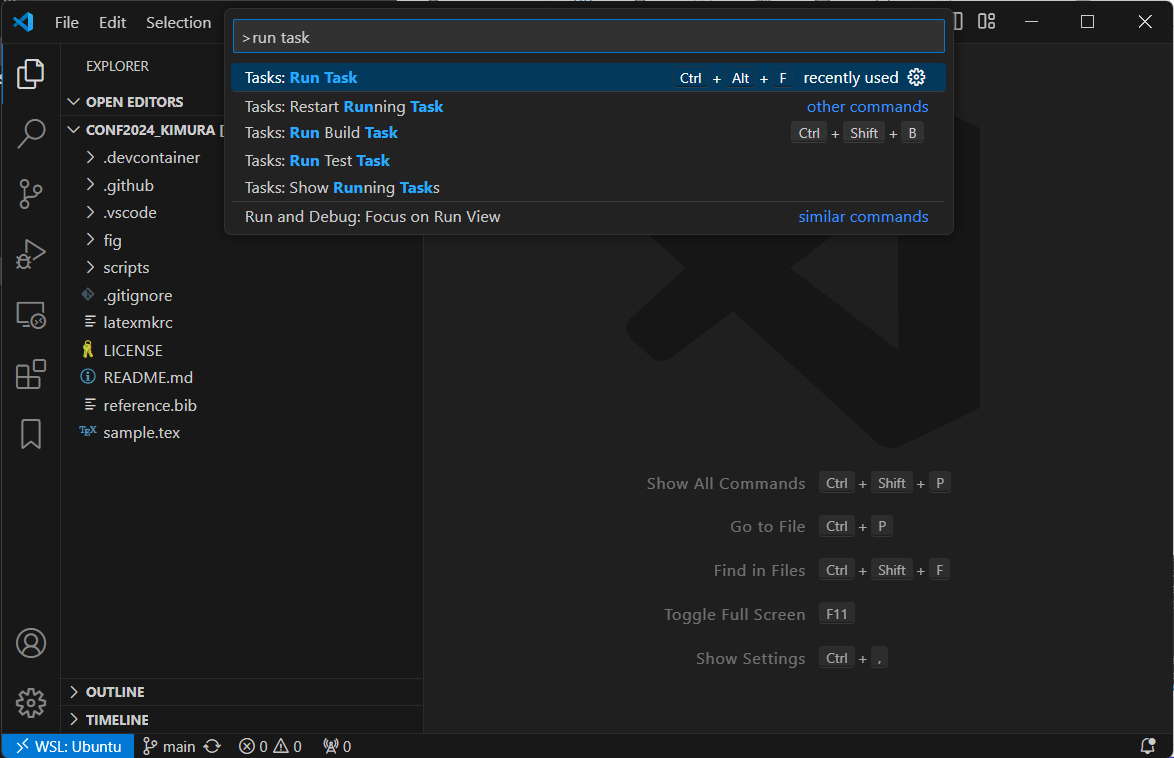 File Edit Selection
>run task
Tasks: Run Task Ctrl + Alt + F recently used
Tasks: Restart Running Task other commands
Tasks: Run Build Task Ctrl + Shift + B
Tasks: Run Test Task
Tasks: Show Running Tasks
Run and Debug: Focus on Run View similar commands
EXPLORER
OPEN EDITORS
CONF2024_KIMURA [
.devcontainer
.github
.vscode
fig
scripts
.gitignore
latexmkrc
LICENSE
README.md
reference.bib
TEX sample.tex
Show All Commands Ctrl + Shift + P
Go to File Ctrl + P
Find in Files Ctrl + Shift + F
Toggle Full Screen F11
Show Settings Ctrl + ,
OUTLINE
TIMELINE
WSL: Ubuntu main 0 0 0